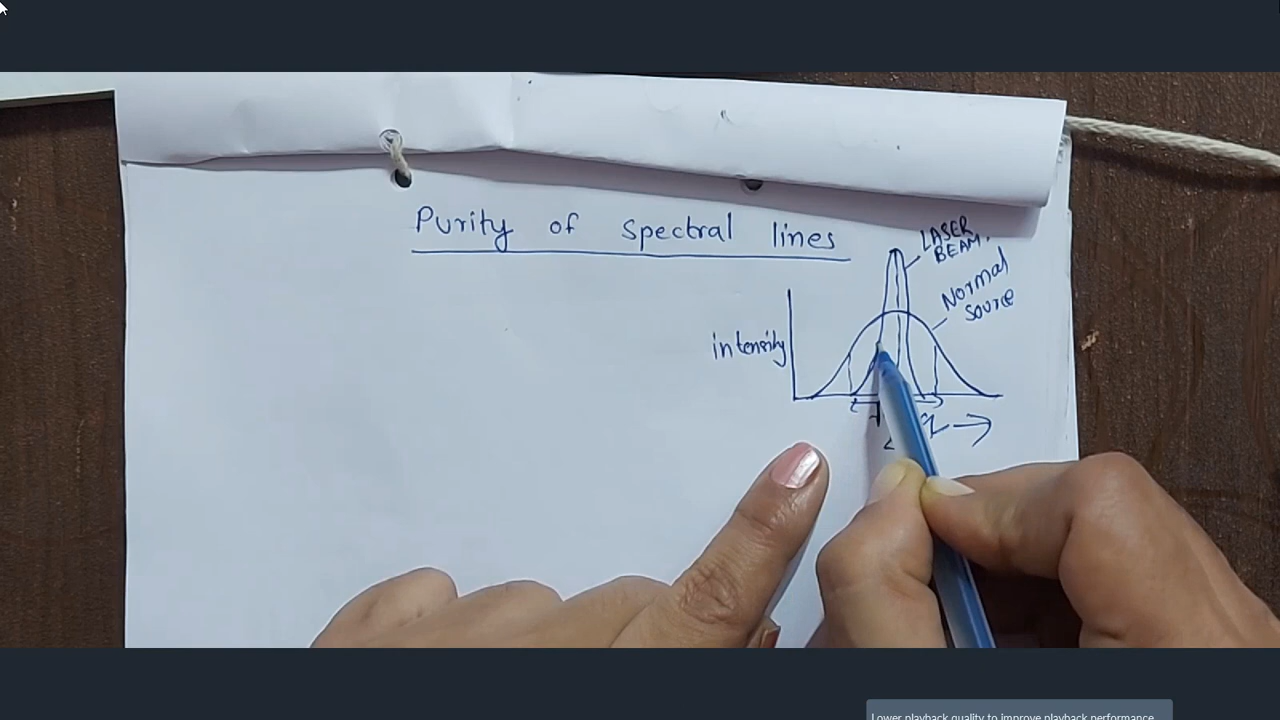 Purity of spectral lines
LASER
BEAM.
Normal
source
intensity
Lower playback quality to improve playback performance